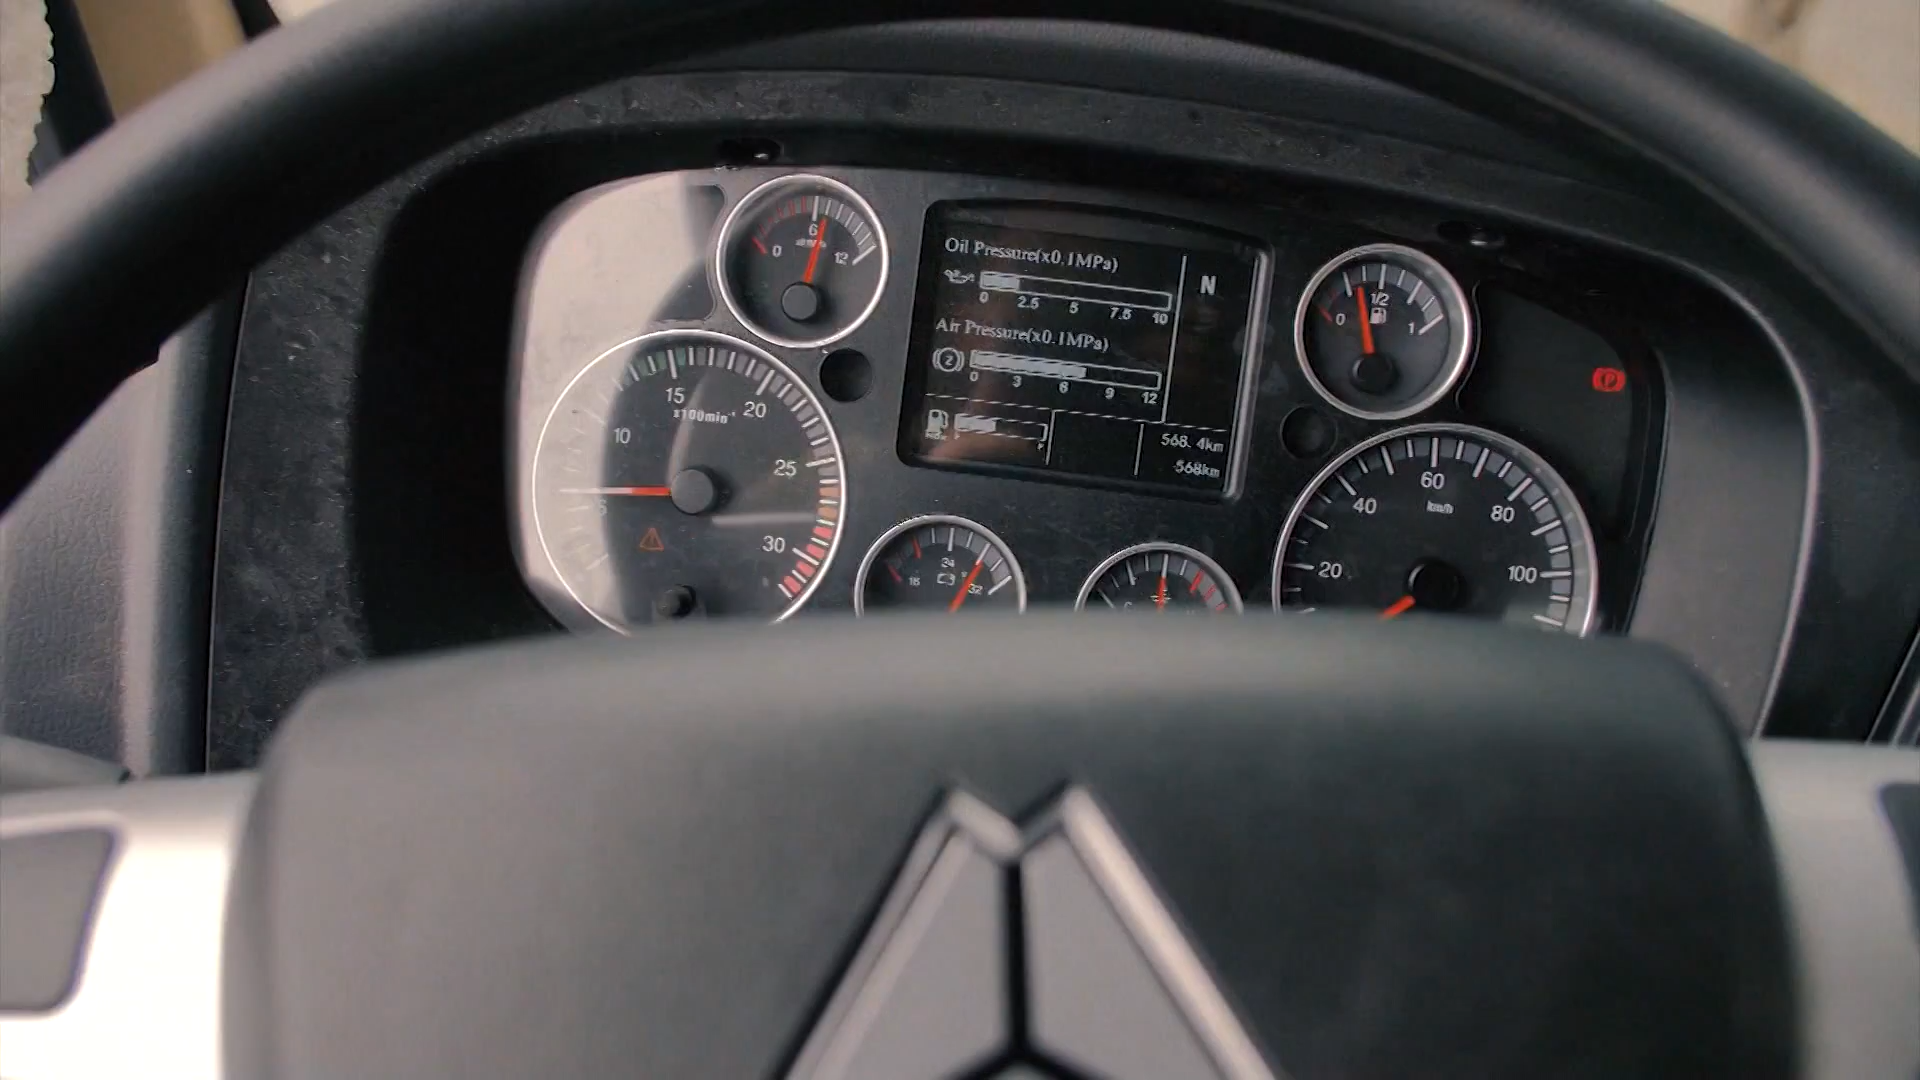 6
0
12
Oil Pressure(x0.1MPa)
0 2.5 5 7.5 10
N
Air Pressure(x0.1MPa)
2
0 3 6 9 12
568.4km
568km
1/2
0
1
P
15
20
x100min⁻¹
10
25
5
30
24
16
32
60
40
km/h
80
20
100